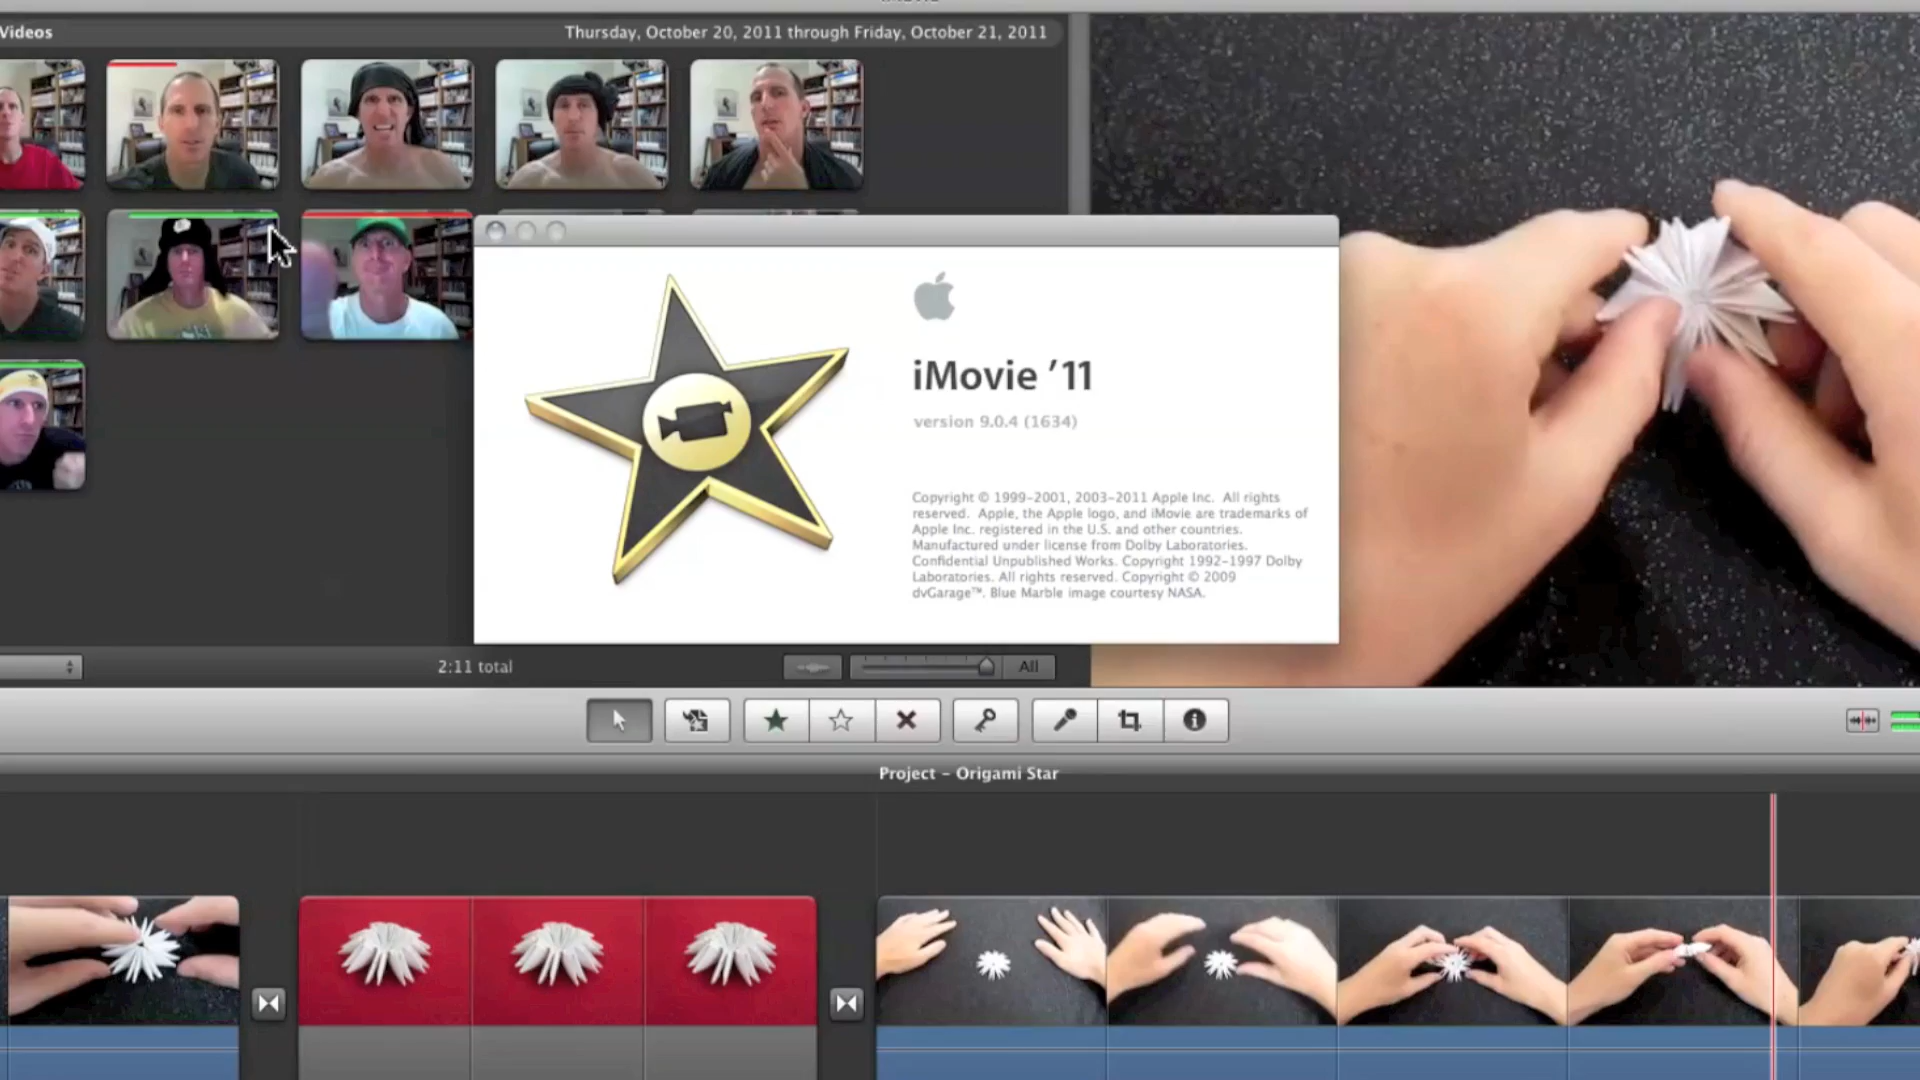 Videos
Thursday, October 20, 2011 through Friday, October 21, 2011
iMovie ’11
version 9.0.4 (1634)
Copyright © 1999–2001, 2003–2011 Apple Inc.  All rights
reserved.  Apple, the Apple logo, and iMovie are trademarks of
Apple Inc. registered in the U.S. and other countries.
Manufactured under license from Dolby Laboratories.
Confidential Unpublished Works. Copyright 1992–1997 Dolby
Laboratories. All rights reserved. Copyright © 2009
dvGarage™. Blue Marble image courtesy NASA.
2:11 total
All
Project – Origami Star